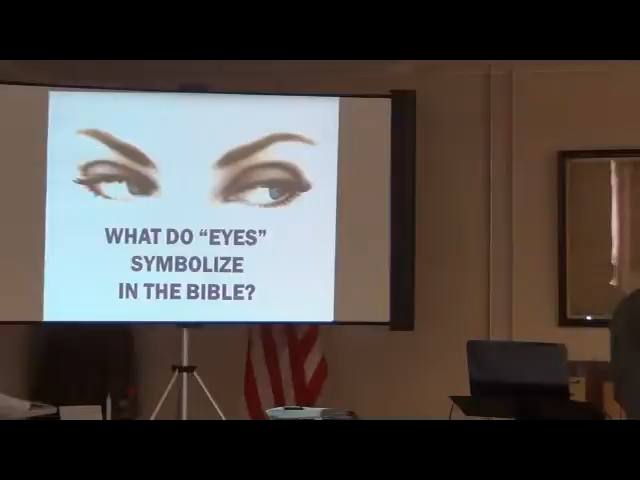 WHAT DO “EYES”
SYMBOLIZE
IN THE BIBLE?